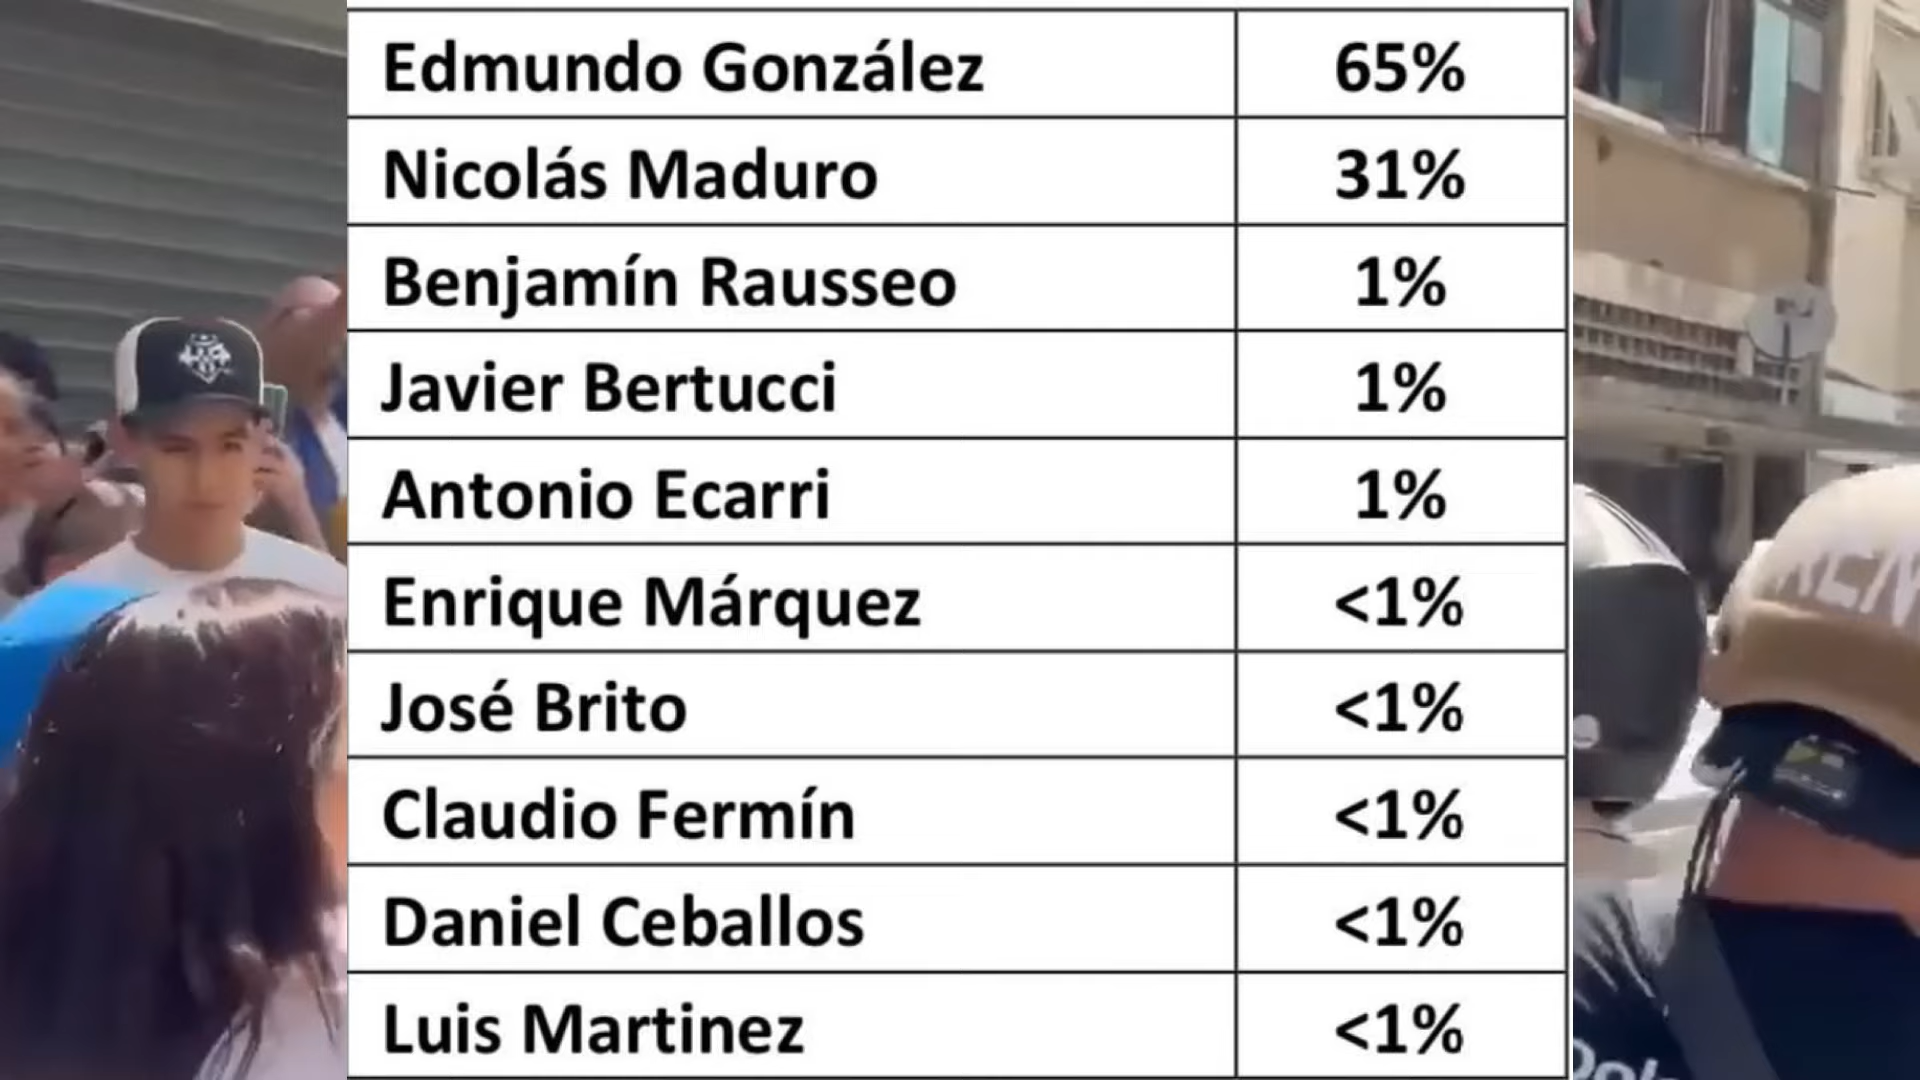 Edmundo González 65%
Nicolás Maduro 31%
Benjamín Rausseo 1%
Javier Bertucci 1%
Antonio Ecarri 1%
Enrique Márquez <1%
José Brito <1%
Claudio Fermín <1%
Daniel Ceballos <1%
Luis Martinez <1%